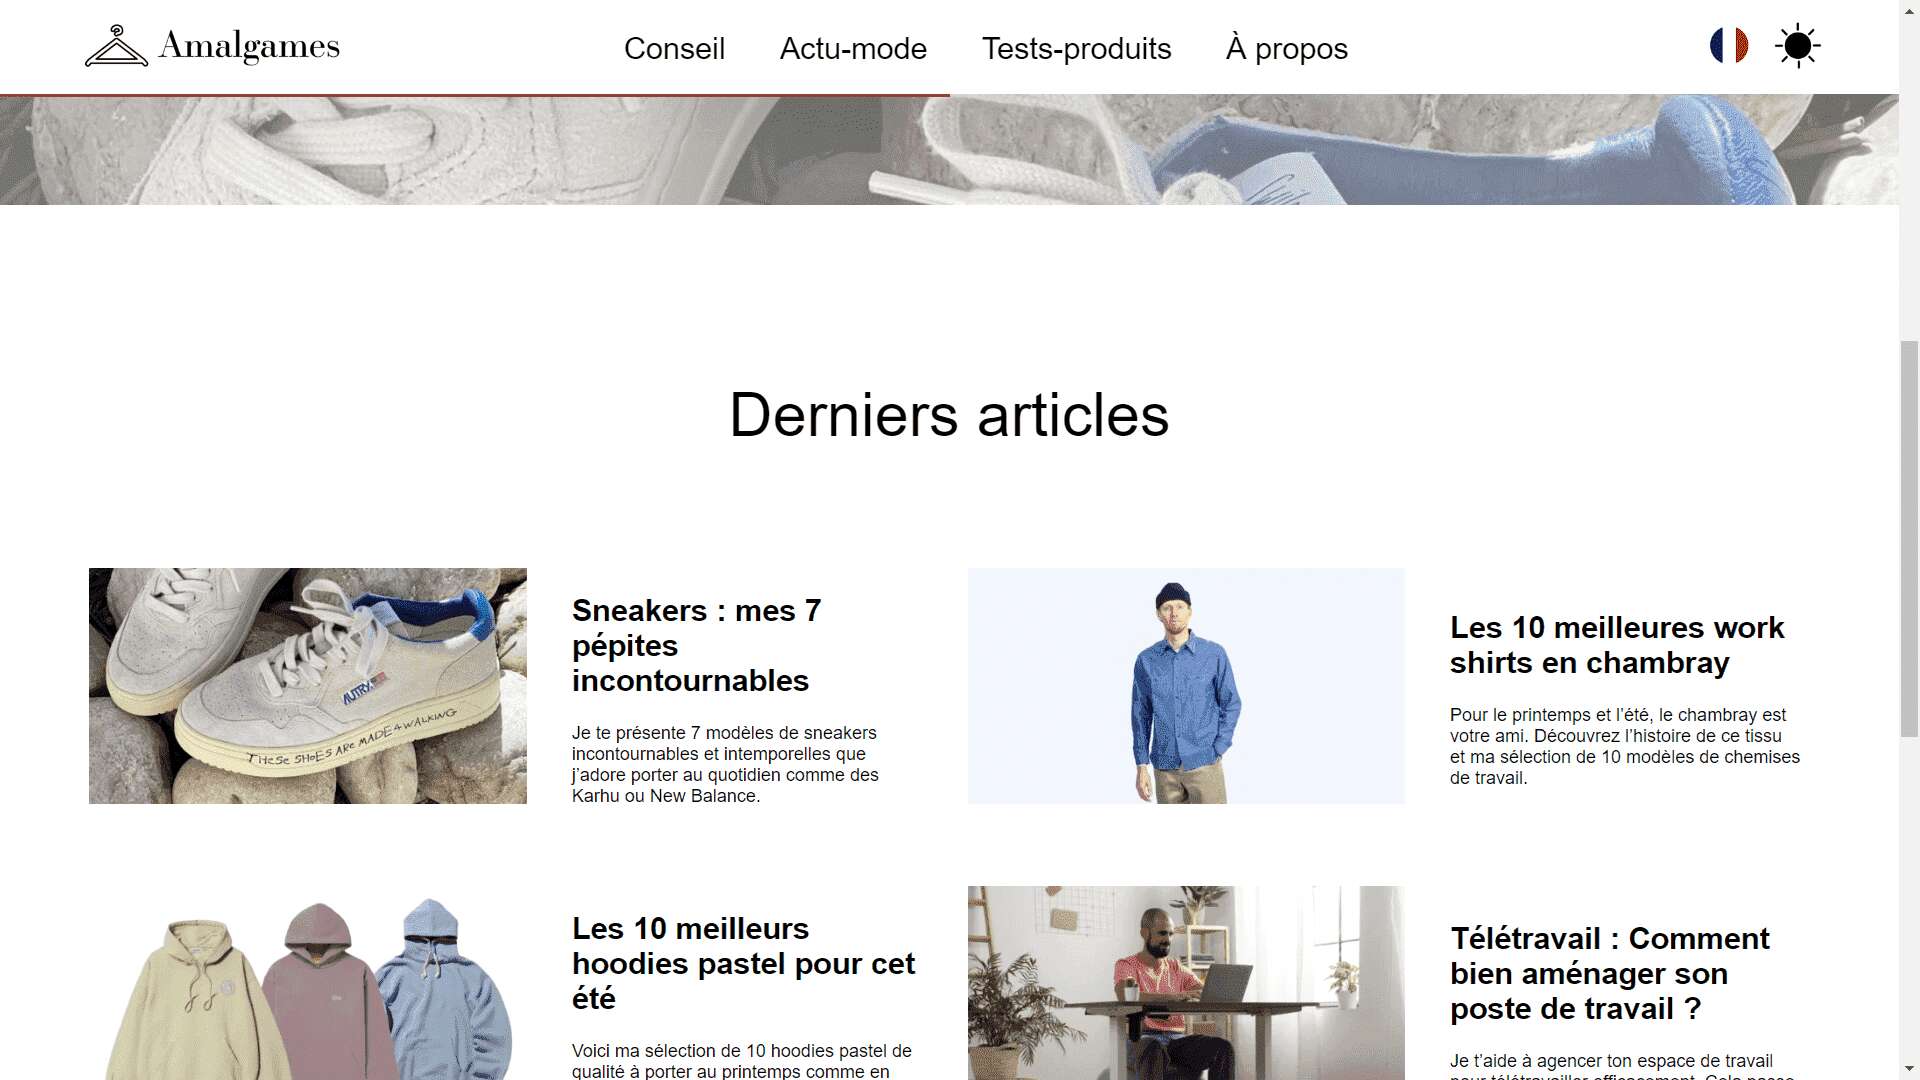 Amalgames
Conseil
Actu-mode
Tests-produits
À propos
Derniers articles
AUTRY
THESE SHOES ARE MADE 4 WALKING
Sneakers : mes 7
pépites
incontournables
Je te présente 7 modèles de sneakers
incontournables et intemporelles que
j’adore porter au quotidien comme des
Karhu ou New Balance.
Les 10 meilleures work
shirts en chambray
Pour le printemps et l’été, le chambray est
votre ami. Découvrez l’histoire de ce tissu
et ma sélection de 10 modèles de chemises
de travail.
Les 10 meilleurs
hoodies pastel pour cet
été
Voici ma sélection de 10 hoodies pastel de
qualité à porter au printemps comme en
Télétravail : Comment
bien aménager son
poste de travail ?
Je t’aide à agencer ton espace de travail
pour télétravailler efficacement. Cela passe